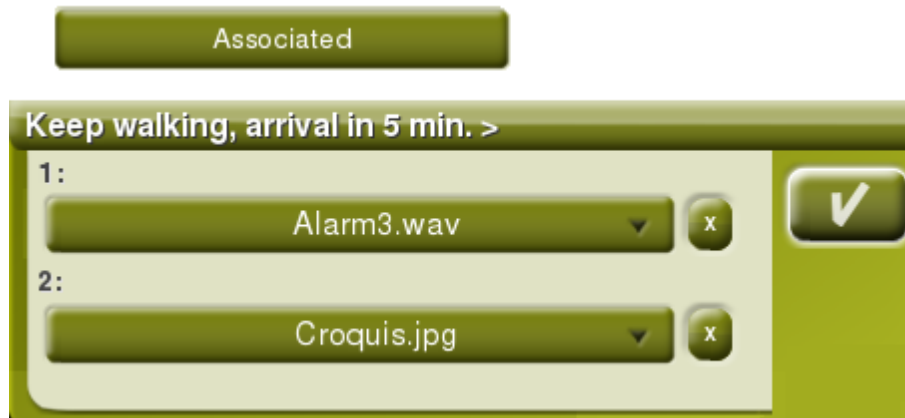 Associated
Keep walking, arrival in 5 min. >
1:
Alarm3.wav x
2:
Croquis.jpg x